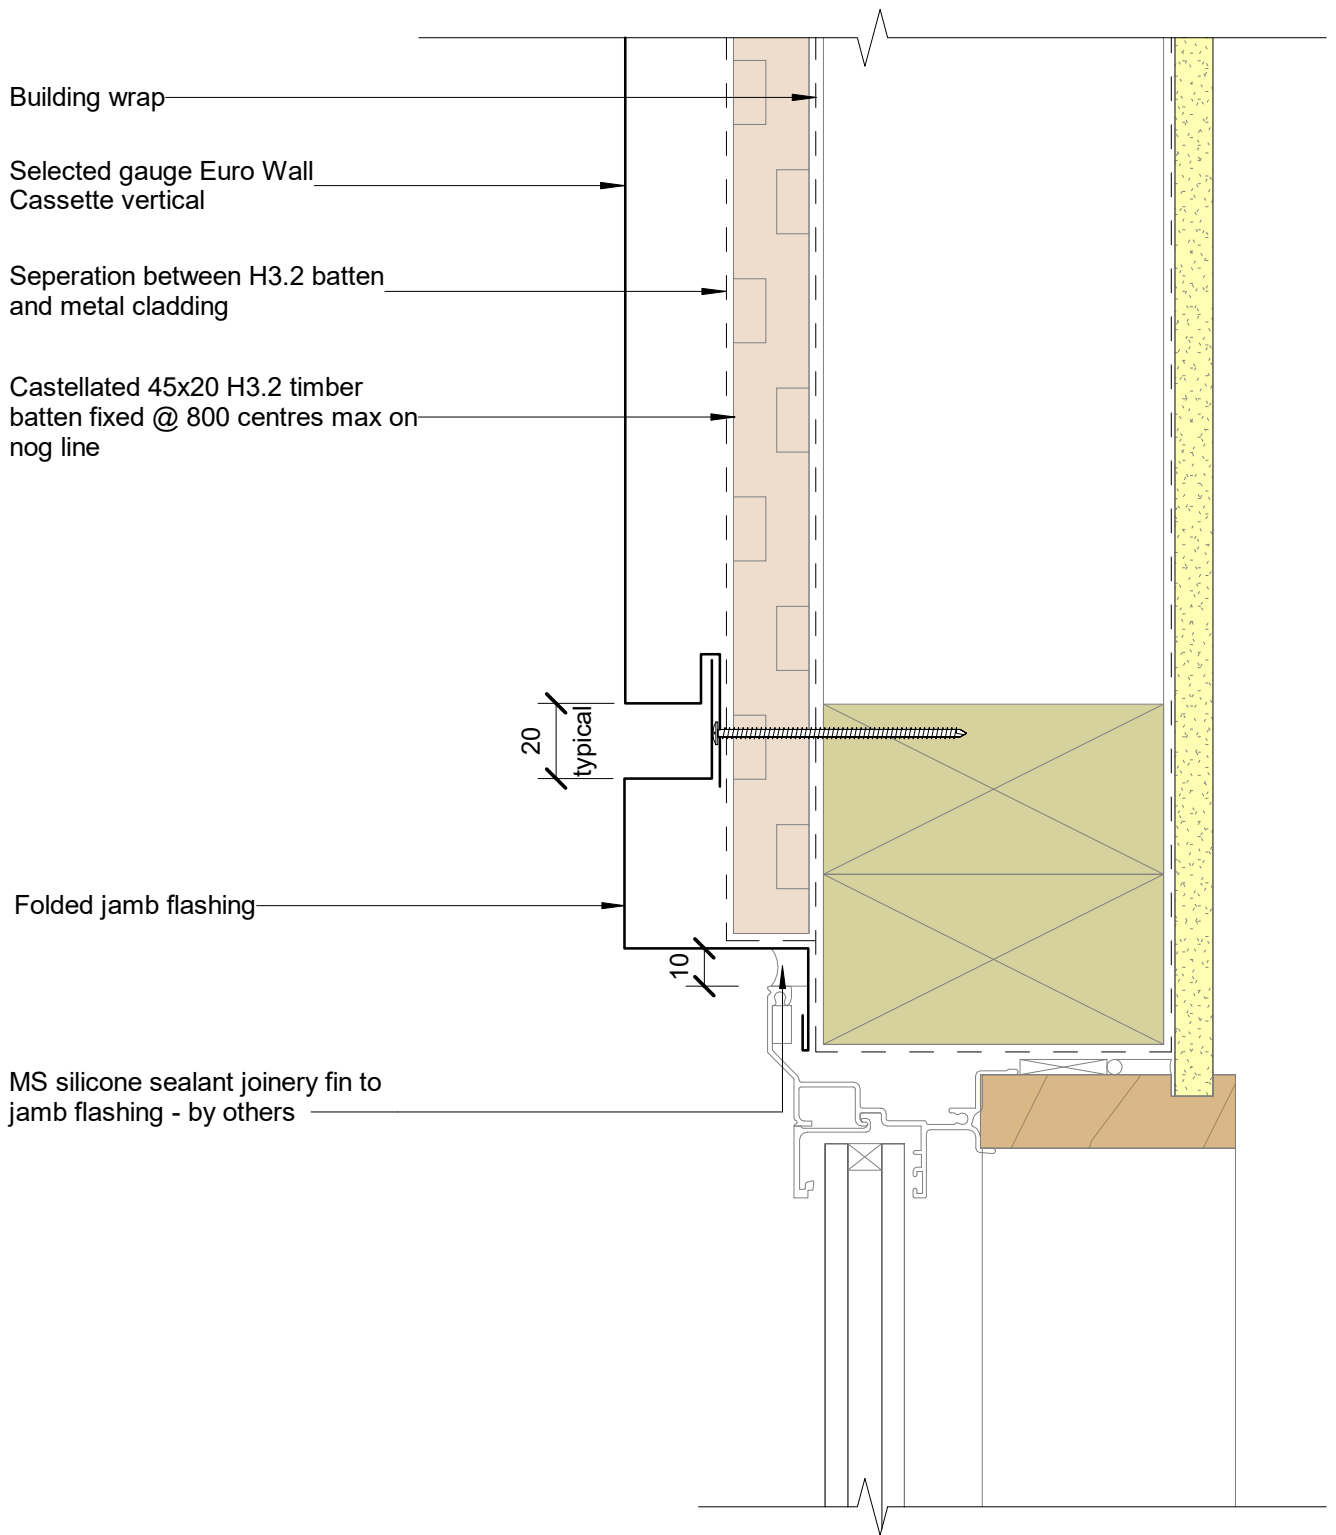 Building wrap
Selected gauge Euro Wall
Cassette vertical
Seperation between H3.2 batten
and metal cladding
Castellated 45x20 H3.2 timber
batten fixed @ 800 centres max on
nog line
20
typical
Folded jamb flashing
10
MS silicone sealant joinery fin to
jamb flashing - by others